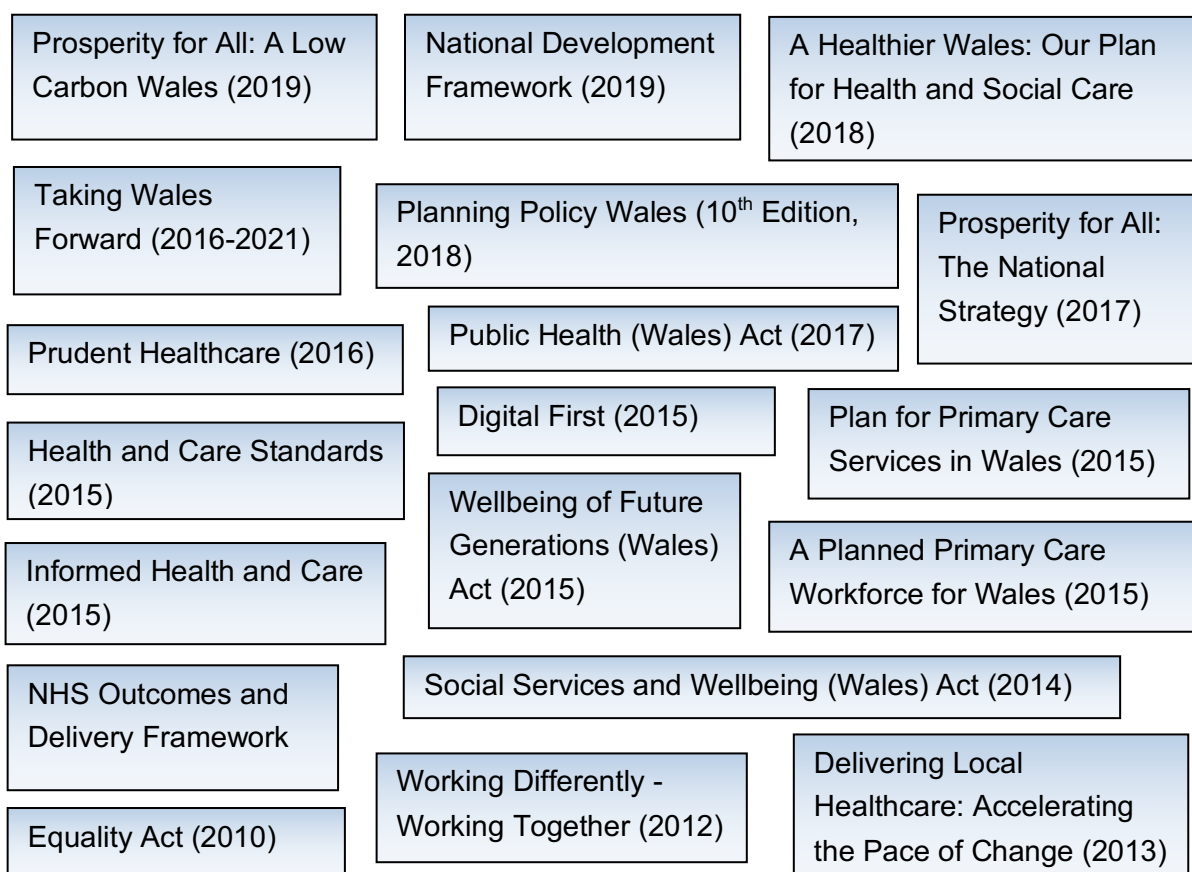 Prosperity for All: A Low
Carbon Wales (2019)
National Development
Framework (2019)
A Healthier Wales: Our Plan
for Health and Social Care
(2018)
Taking Wales
Forward (2016-2021)
Planning Policy Wales (10th Edition,
2018)
Prosperity for All:
The National
Strategy (2017)
Prudent Healthcare (2016)
Public Health (Wales) Act (2017)
Digital First (2015)
Plan for Primary Care
Services in Wales (2015)
Health and Care Standards
(2015)
Wellbeing of Future
Generations (Wales)
Act (2015)
A Planned Primary Care
Workforce for Wales (2015)
Informed Health and Care
(2015)
NHS Outcomes and
Delivery Framework
Social Services and Wellbeing (Wales) Act (2014)
Working Differently -
Working Together (2012)
Delivering Local
Healthcare: Accelerating
the Pace of Change (2013)
Equality Act (2010)